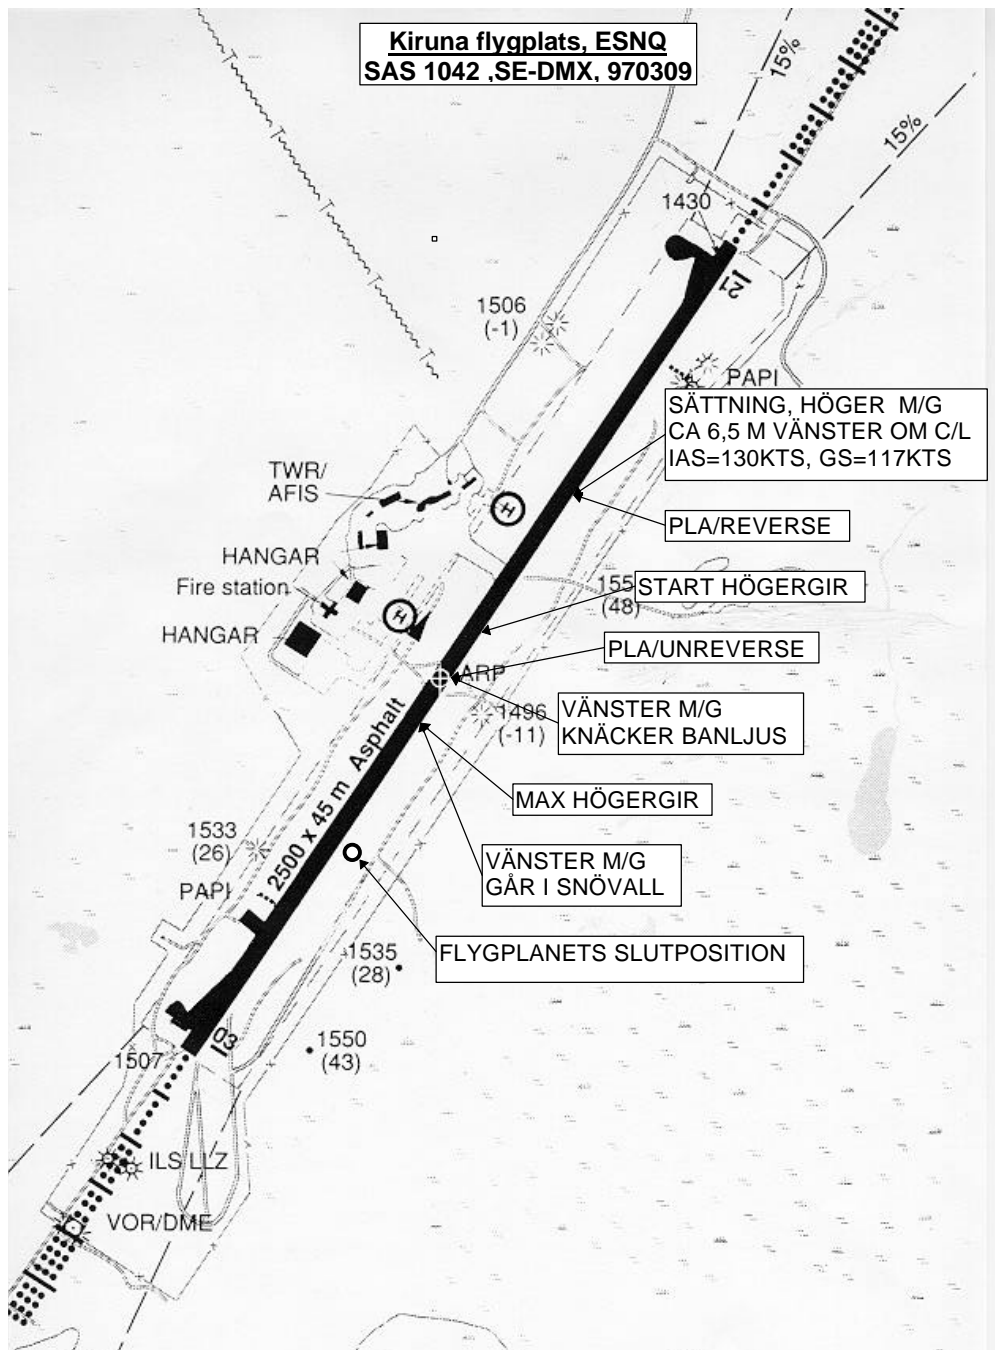 Kiruna flygplats, ESNQ
SAS 1042 ,SE-DMX, 970309
15%
15%
1430
21
1506
(-1)
PAPI
SÄTTNING, HÖGER M/G
CA 6,5 M VÄNSTER OM C/L
IAS=130KTS, GS=117KTS
TWR/
AFIS
H
PLA/REVERSE
HANGAR
Fire station
155
(48)
START HÖGERGIR
H
HANGAR
PLA/UNREVERSE
ARP
1496
(-11)
VÄNSTER M/G
KNÄCKER BANLJUS
2500 x 45 m Asphalt
MAX HÖGERGIR
1533
(26)
VÄNSTER M/G
GÅR I SNÖVALL
PAPI
1535
(28)
FLYGPLANETS SLUTPOSITION
03
1550
(43)
1507
ILS LLZ
VOR/DME